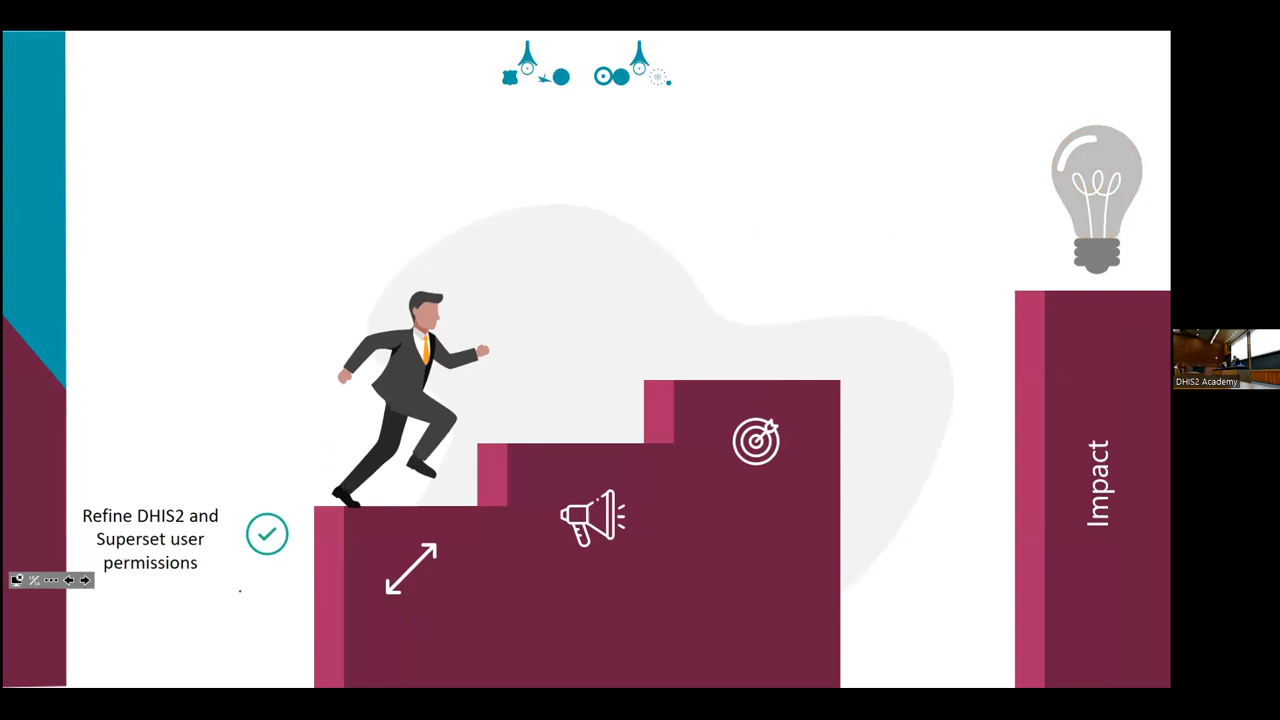 Refine DHIS2 and
Superset user
permissions
Impact
DHIS2 Academy